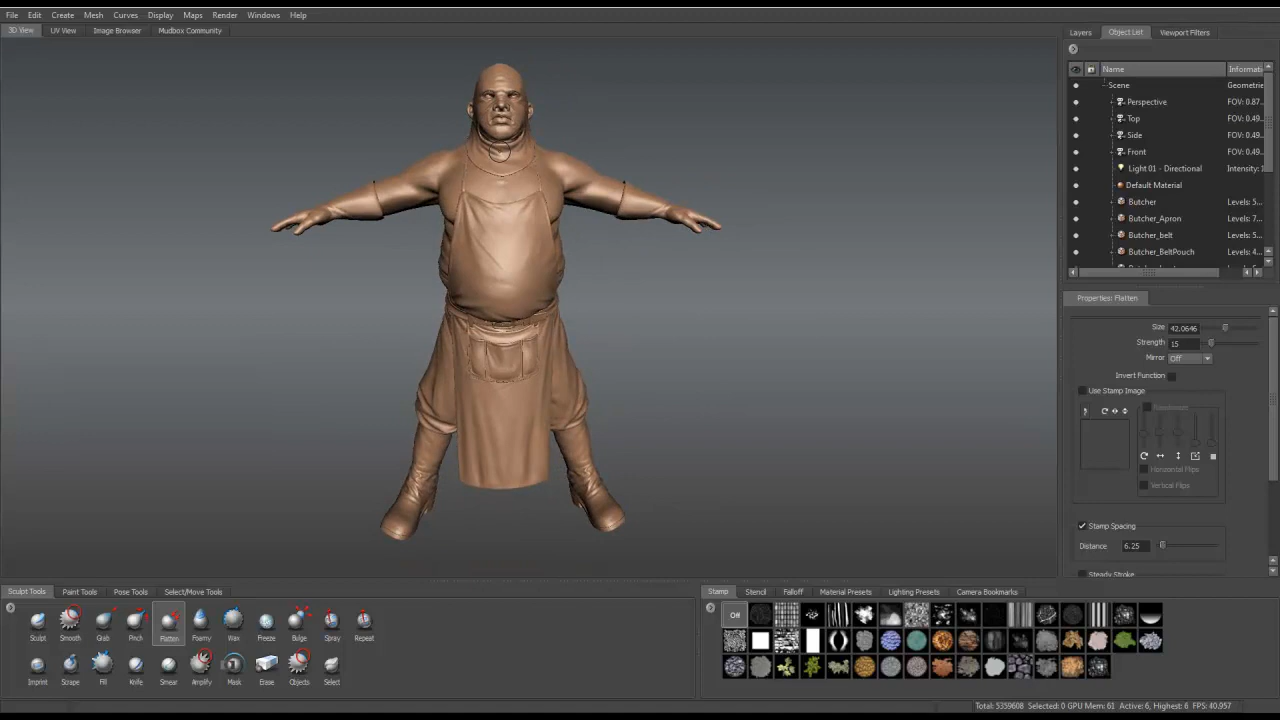 File Edit Create Mesh Curves Display Maps Render Windows Help
3D View UV View Image Browser Mudbox Community
Layers Object List Viewport Filters
Name Informati
Scene Geometrie
Perspective FOV: 0.87...
Top FOV: 0.49...
Side FOV: 0.49...
Front FOV: 0.49...
Light 01 - Directional Intensity: 1
Default Material
Butcher Levels: 5...
Butcher_Apron Levels: 7...
Butcher_belt Levels: 5...
Butcher_BeltPouch Levels: 4...
Properties: Flatten
Size 42.0646
Strength 15
Mirror Off
Invert Function
Use Stamp Image
Randomize
Horizontal Flips
Vertical Flips
Stamp Spacing
Distance 6.25
Steady Stroke
Sculpt Tools Paint Tools Pose Tools Select/Move Tools
Sculpt Smooth Grab Pinch Flatten Foamy Wax Freeze Bulge Spray Repeat
Imprint Scrape Fill Knife Smear Amplify Mask Erase Objects Select
Stamp Stencil Falloff Material Presets Lighting Presets Camera Bookmarks
Off
Total: 5359608 Selected: 0 GPU Mem: 61 Active: 6, Highest: 6 FPS: 40.957